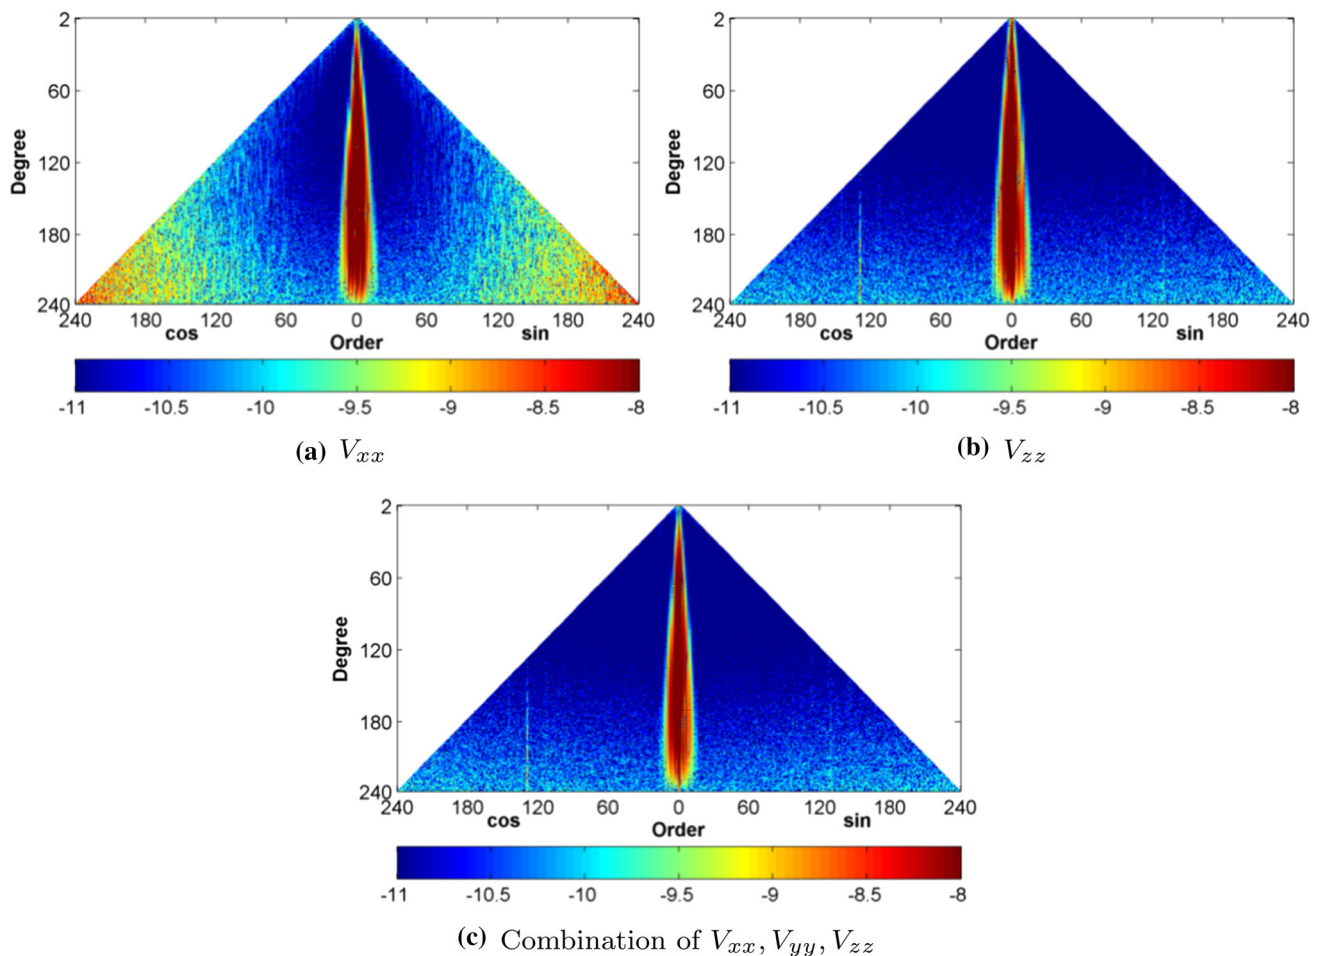 2
60
120
180
240
Degree
240 180 120 60 0 60 120 180 240
cos sin
Order
-11 -10.5 -10 -9.5 -9 -8.5 -8
(a) Vxx
2
60
120
180
240
Degree
240 180 120 60 0 60 120 180 240
cos sin
Order
-11 -10.5 -10 -9.5 -9 -8.5 -8
(b) Vzz
2
60
120
180
240
Degree
240 180 120 60 0 60 120 180 240
cos sin
Order
-11 -10.5 -10 -9.5 -9 -8.5 -8
(c) Combination of Vxx, Vyy, Vzz